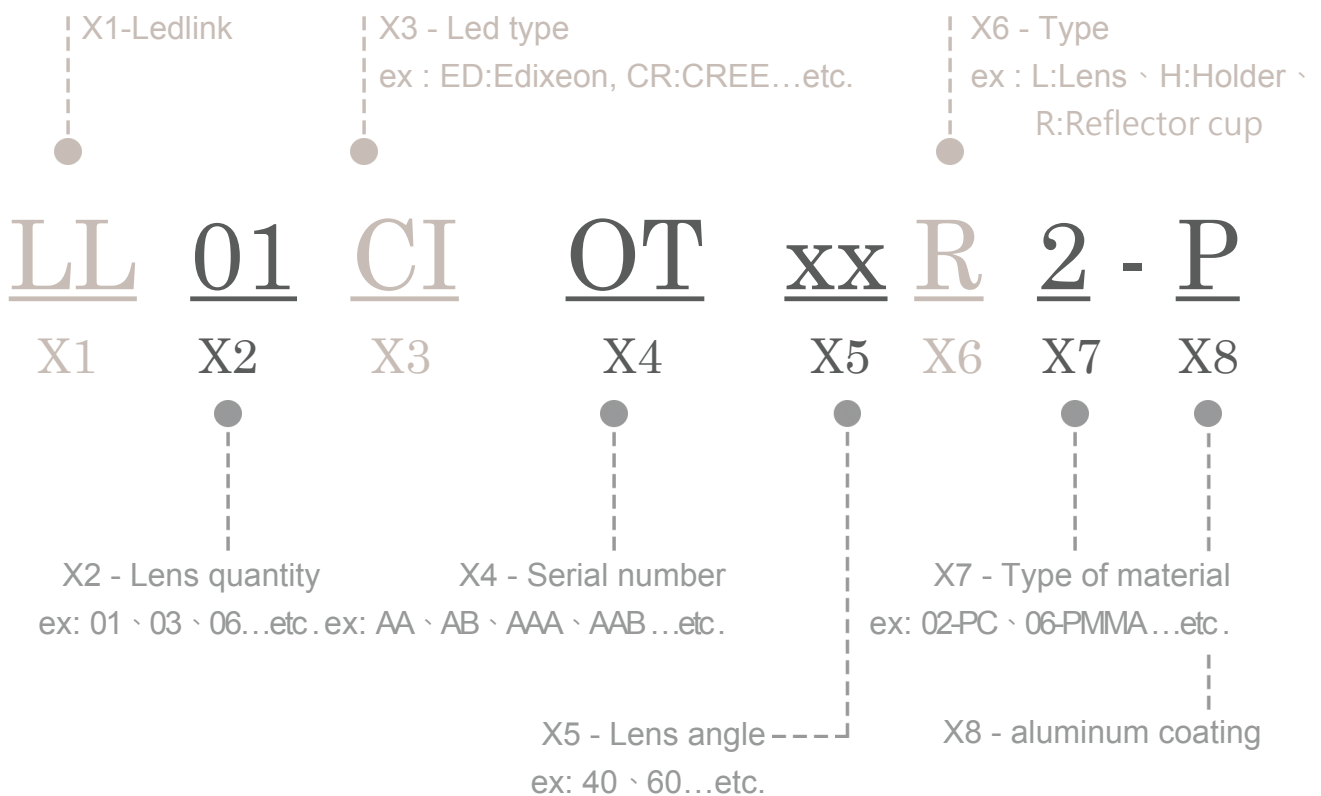 X1-Ledlink
X3 - Led type
ex : ED:Edixeon, CR:CREE…etc.
X6 - Type
ex : L:Lens、H:Holder、
R:Reflector cup
LL 01 CI OT xx R 2 - P
X1 X2 X3 X4 X5 X6 X7 X8
X2 - Lens quantity
ex: 01、03、06…etc.
X4 - Serial number
ex: AA、AB、AAA、AAB…etc.
X7 - Type of material
ex: 02-PC、06-PMMA…etc.
X5 - Lens angle
ex: 40、60…etc.
X8 - aluminum coating